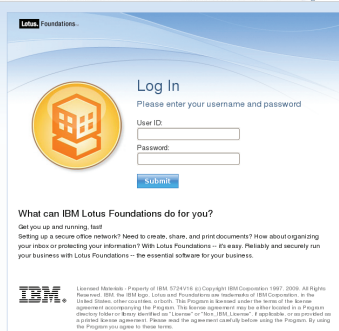 Lotus. Foundations
Log In
Please enter your username and password
User ID:
Password:
Submit
What can IBM Lotus Foundations do for you?
Get you up and running, fast!
Setting up a secure office network? Need to create, share, and print documents? How about organizing
your inbox or protecting your information? With Lotus Foundations -- it's easy. Reliably and securely run
your business with Lotus Foundations -- the essential software for your business.
IBM
Licensed Materials - Property of IBM. 5724V16 (c) Copyright IBM Corporation 1997, 2009. All Rights
Reserved. IBM, the IBM logo, Lotus and Foundations are trademarks of IBM Corporation, in the
United States, other countries, or both. This Program is licensed under the terms of the license
agreement accompanying the Program. This license agreement may be either located in a Program
directory folder or library identified as "License" or "Non_IBM_License", if applicable, or as provided as
a printed license agreement. Please read the agreement carefully before using the Program. By using
the Program you agree to these terms.